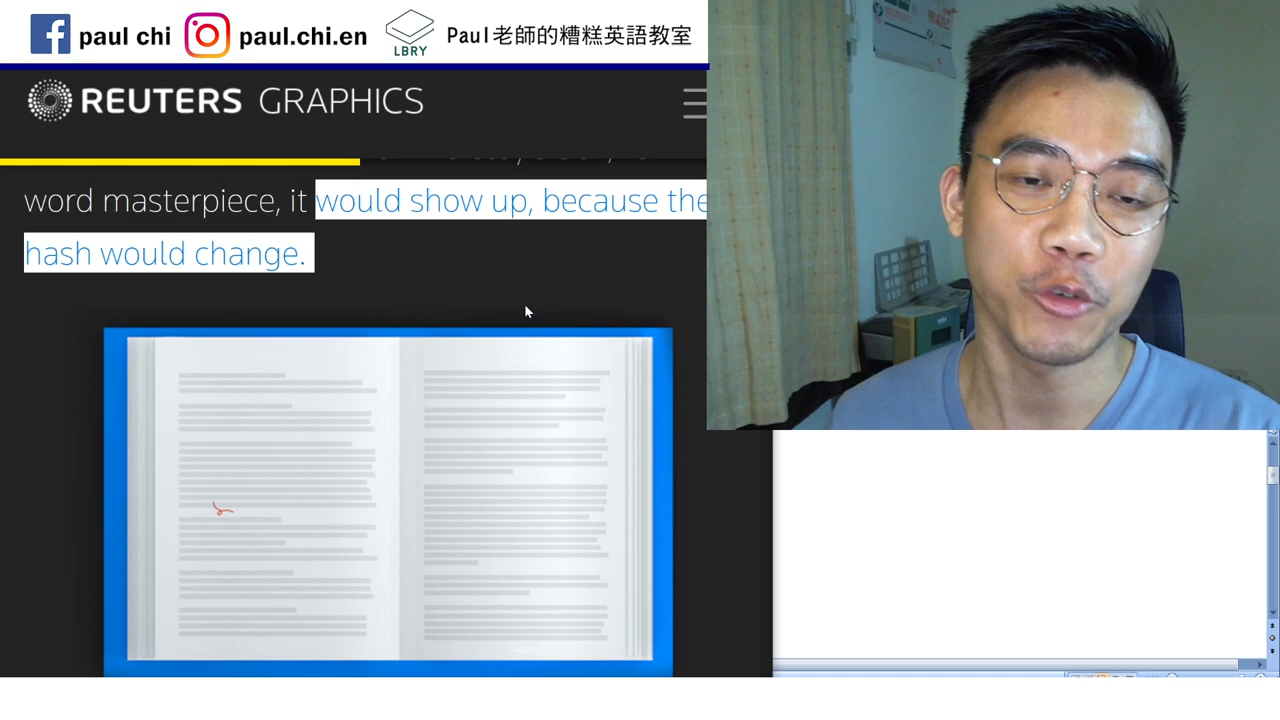 paul chi paul.chi.en LBRY Paul老師的糟糕英語教室
REUTERS GRAPHICS
word masterpiece, it would show up, because the
hash would change.